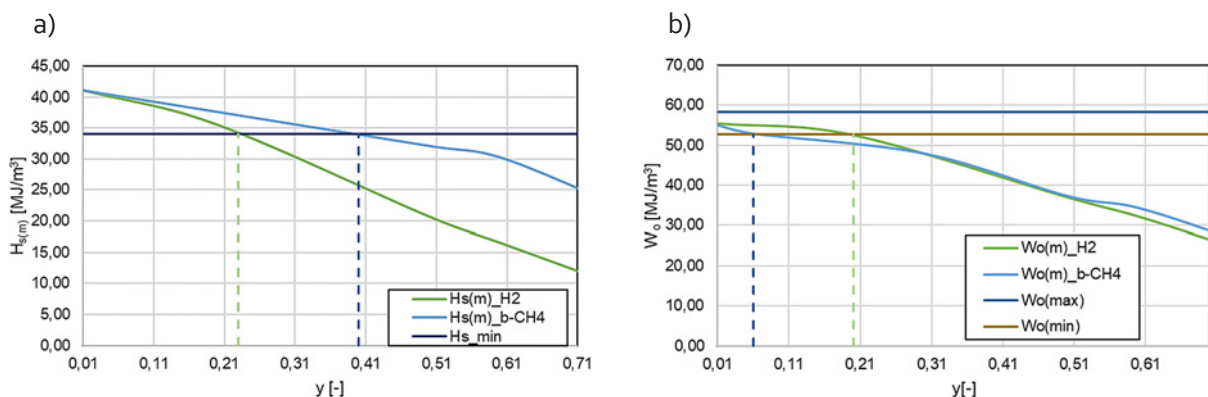 a)
45,00
40,00
35,00
30,00
25,00
20,00
15,00
10,00
5,00
0,00
H_s(m) [MJ/m³]
0,01 0,11 0,21 0,31 0,41 0,51 0,61 0,71
y [-]
Hs(m)_H2
Hs(m)_b-CH4
Hs_min
b)
70,00
60,00
50,00
40,00
30,00
20,00
10,00
0,00
W_o [MJ/m³]
0,01 0,11 0,21 0,31 0,41 0,51 0,61
y[-]
Wo(m)_H2
Wo(m)_b-CH4
Wo(max)
Wo(min)